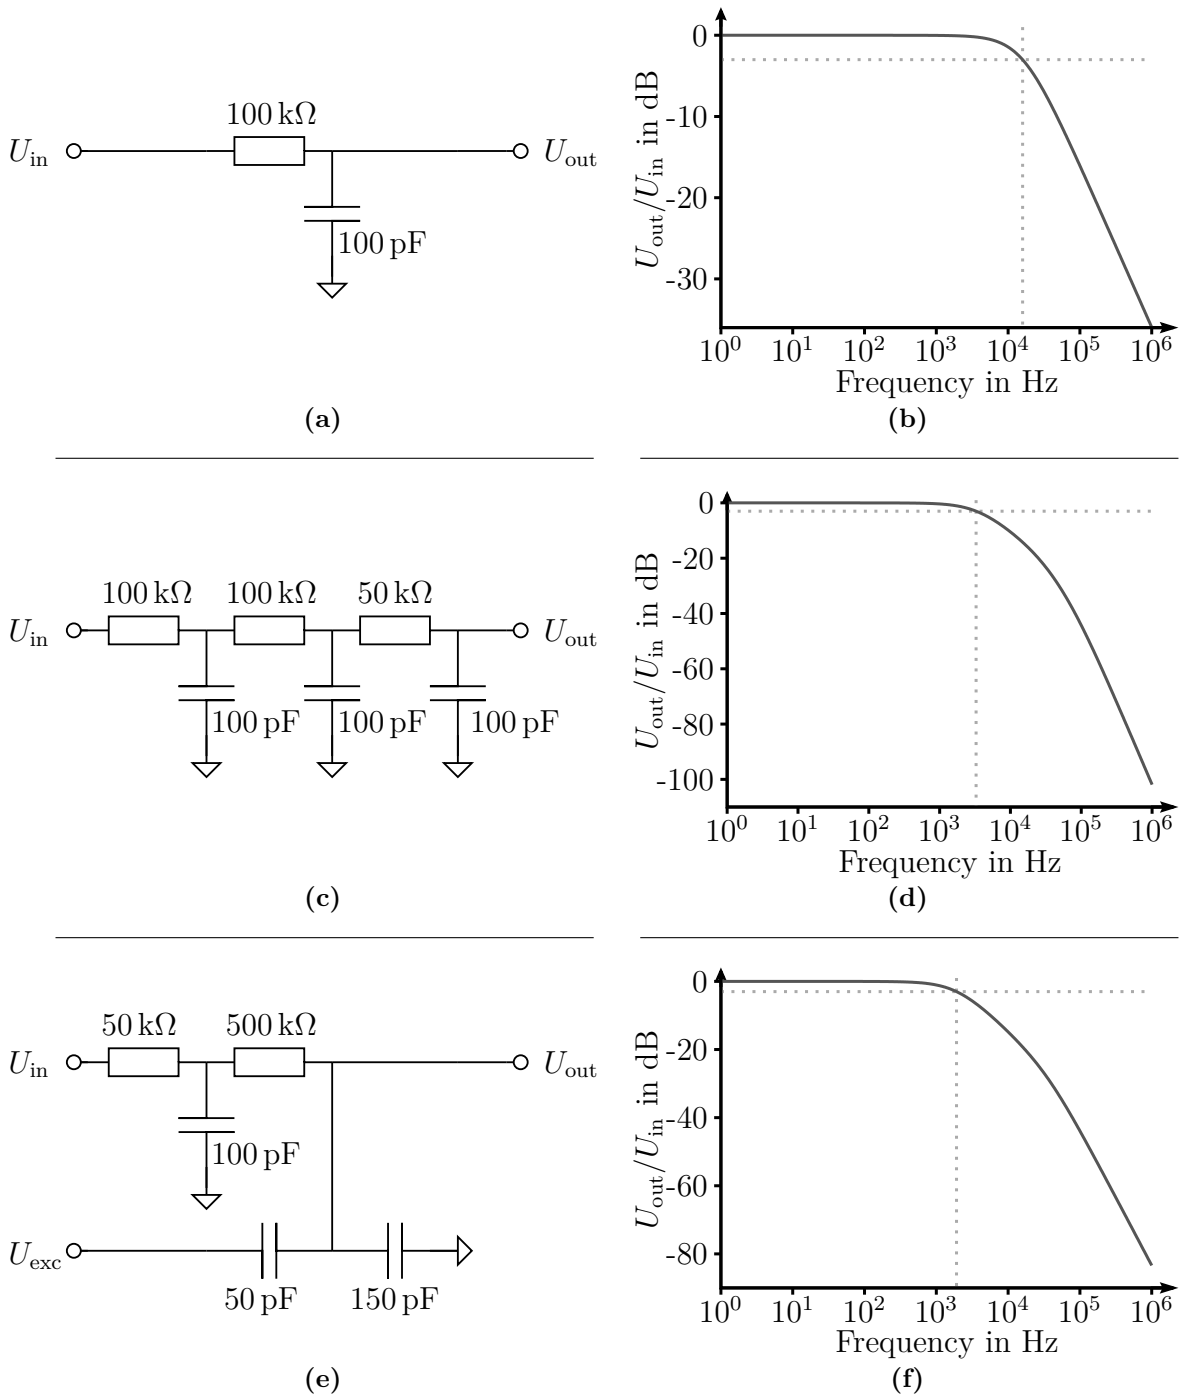 100 kΩ
U_in
U_out
100 pF
(a)
U_out/U_in in dB
0
-10
-20
-30
10^0 10^1 10^2 10^3 10^4 10^5 10^6
Frequency in Hz
(b)
100 kΩ 100 kΩ 50 kΩ
U_in
U_out
100 pF 100 pF 100 pF
(c)
U_out/U_in in dB
0
-20
-40
-60
-80
-100
10^0 10^1 10^2 10^3 10^4 10^5 10^6
Frequency in Hz
(d)
50 kΩ 500 kΩ
U_in
U_out
100 pF
U_exc
50 pF 150 pF
(e)
U_out/U_in in dB
0
-20
-40
-60
-80
10^0 10^1 10^2 10^3 10^4 10^5 10^6
Frequency in Hz
(f)